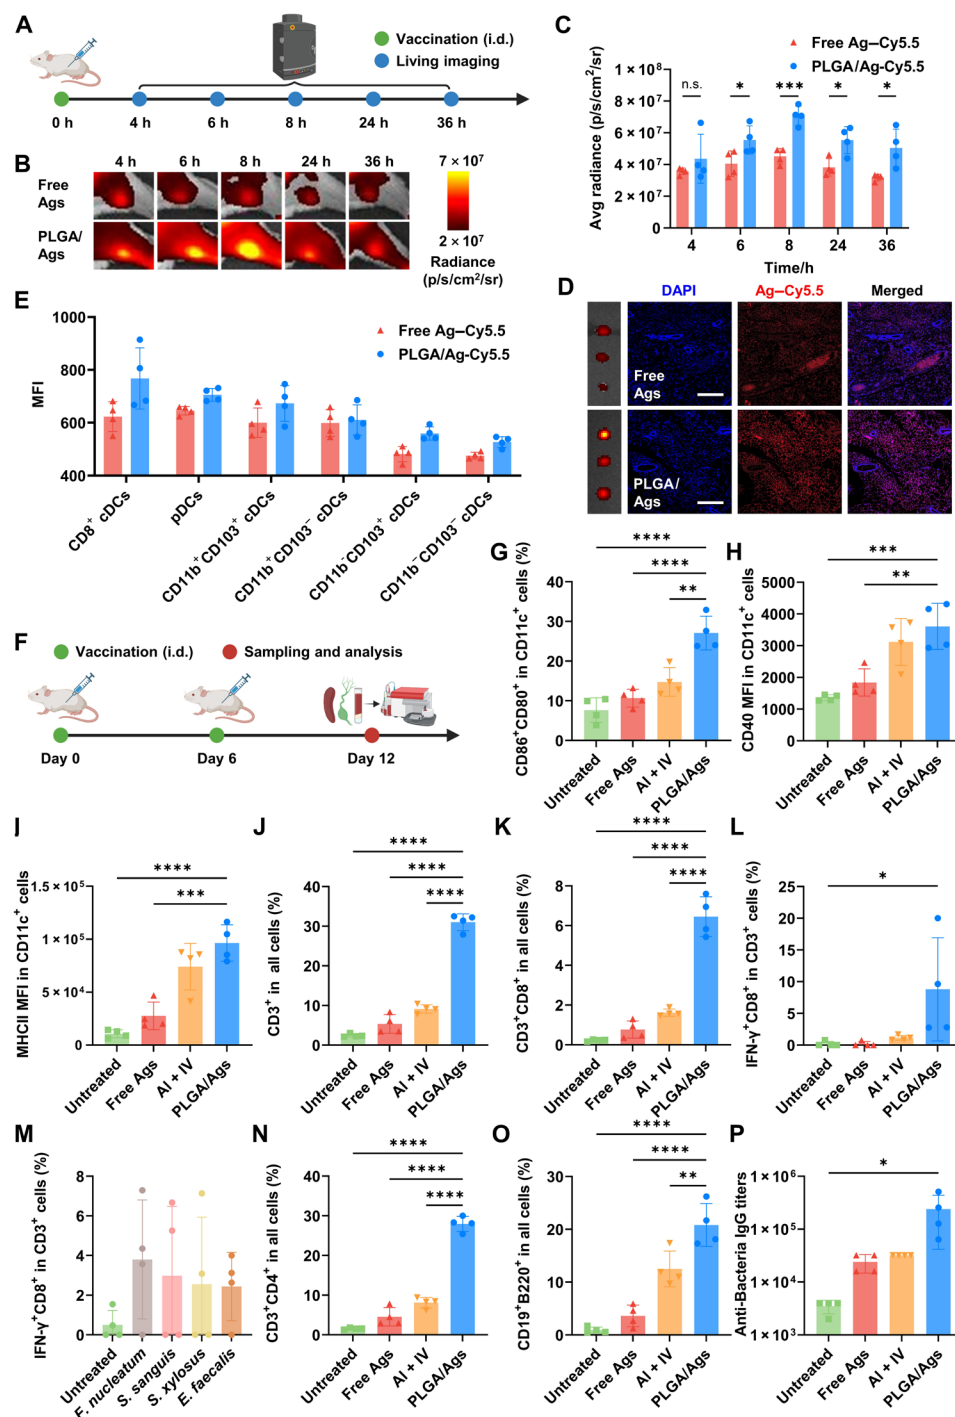 A
Vaccination (i.d.)
Living imaging
0 h
4 h
6 h
8 h
24 h
36 h
B
4 h
6 h
8 h
24 h
36 h
Free
Ags
PLGA/
Ags
7 × 10⁷
2 × 10⁷
Radiance
(p/s/cm²/sr)
C
Free Ag–Cy5.5
PLGA/Ag-Cy5.5
Avg radiance (p/s/cm²/sr)
1 × 10⁸
8 × 10⁷
6 × 10⁷
4 × 10⁷
2 × 10⁷
0
n.s.
*
***
*
*
4
6
8
24
36
Time/h
D
DAPI
Ag–Cy5.5
Merged
Free
Ags
PLGA/
Ags
E
Free Ag–Cy5.5
PLGA/Ag-Cy5.5
MFI
1000
800
600
400
CD8⁺ cDCs
pDCs
CD11b⁺CD103⁺ cDCs
CD11b⁺CD103⁻ cDCs
CD11b⁻CD103⁺ cDCs
CD11b⁻CD103⁻ cDCs
F
Vaccination (i.d.)
Sampling and analysis
Day 0
Day 6
Day 12
G
CD86⁺CD80⁺ in CD11c⁺ cells (%)
****
****
**
40
30
20
10
0
Untreated
Free Ags
AI + IV
PLGA/Ags
H
CD40 MFI in CD11c⁺ cells
***
**
5000
4000
3000
2000
1000
0
Untreated
Free Ags
AI + IV
PLGA/Ags
MHCII MFI in CD11c⁺ cells
****
***
1.5 × 10⁵
1 × 10⁵
5 × 10⁴
0
Untreated
Free Ags
AI + IV
PLGA/Ags
J
CD3⁺ in all cells (%)
****
****
****
40
30
20
10
0
Untreated
Free Ags
AI + IV
PLGA/Ags
K
CD3⁺CD8⁺ in all cells (%)
****
****
****
8
6
4
2
0
Untreated
Free Ags
AI + IV
PLGA/Ags
L
IFN-γ⁺CD8⁺ in CD3⁺ cells (%)
*
25
20
15
10
5
0
Untreated
Free Ags
AI + IV
PLGA/Ags
M
IFN-γ⁺CD8⁺ in CD3⁺ cells (%)
8
6
4
2
0
Untreated
F. nucleatum
S. sanguis
S. xylosus
E. faecalis
N
CD3⁺CD4⁺ in all cells (%)
****
****
****
40
30
20
10
0
Untreated
Free Ags
AI + IV
PLGA/Ags
O
CD19⁺B220⁺ in all cells (%)
****
****
**
30
20
10
0
Untreated
Free Ags
AI + IV
PLGA/Ags
P
Anti-Bacteria IgG titers
*
1 × 10⁶
1 × 10⁵
1 × 10⁴
1 × 10³
Untreated
Free Ags
AI + IV
PLGA/Ags